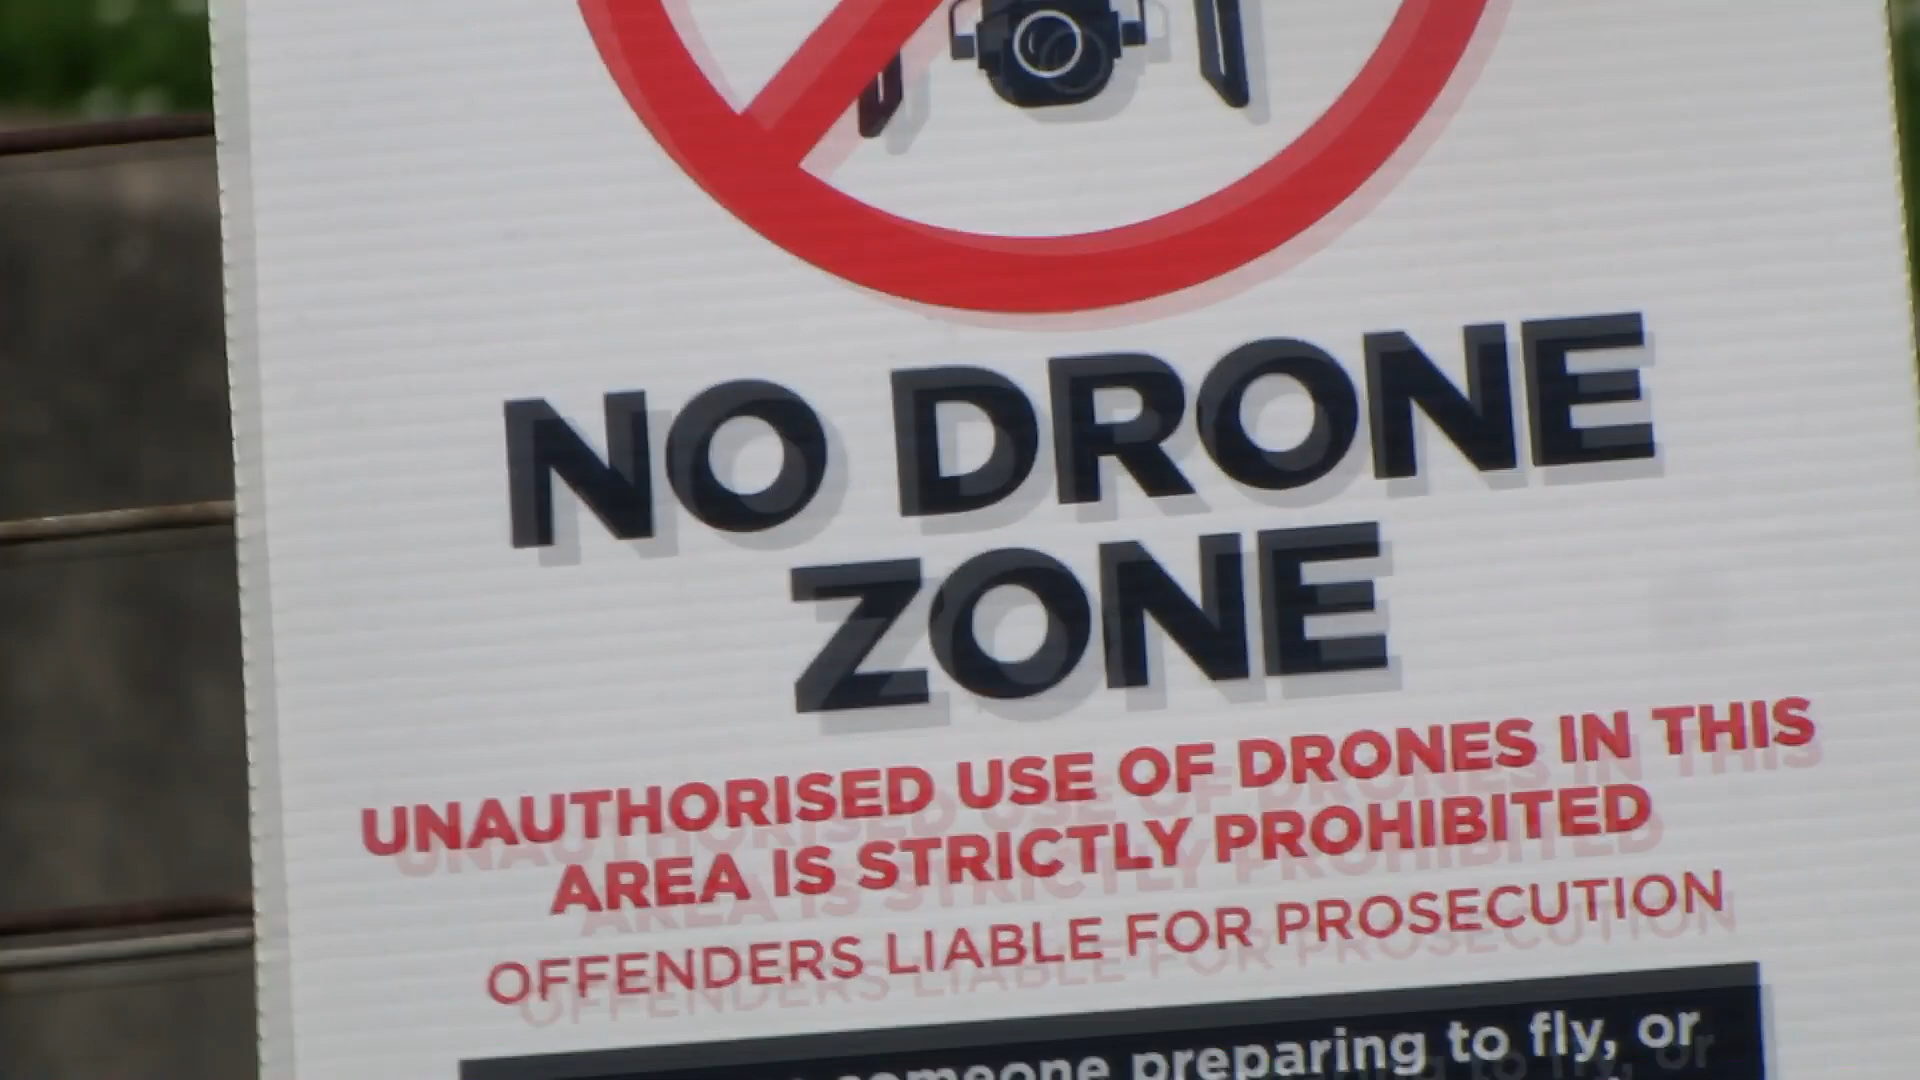 NO DRONE
ZONE
UNAUTHORISED USE OF DRONES IN THIS
AREA IS STRICTLY PROHIBITED
OFFENDERS LIABLE FOR PROSECUTION
someone preparing to fly, or